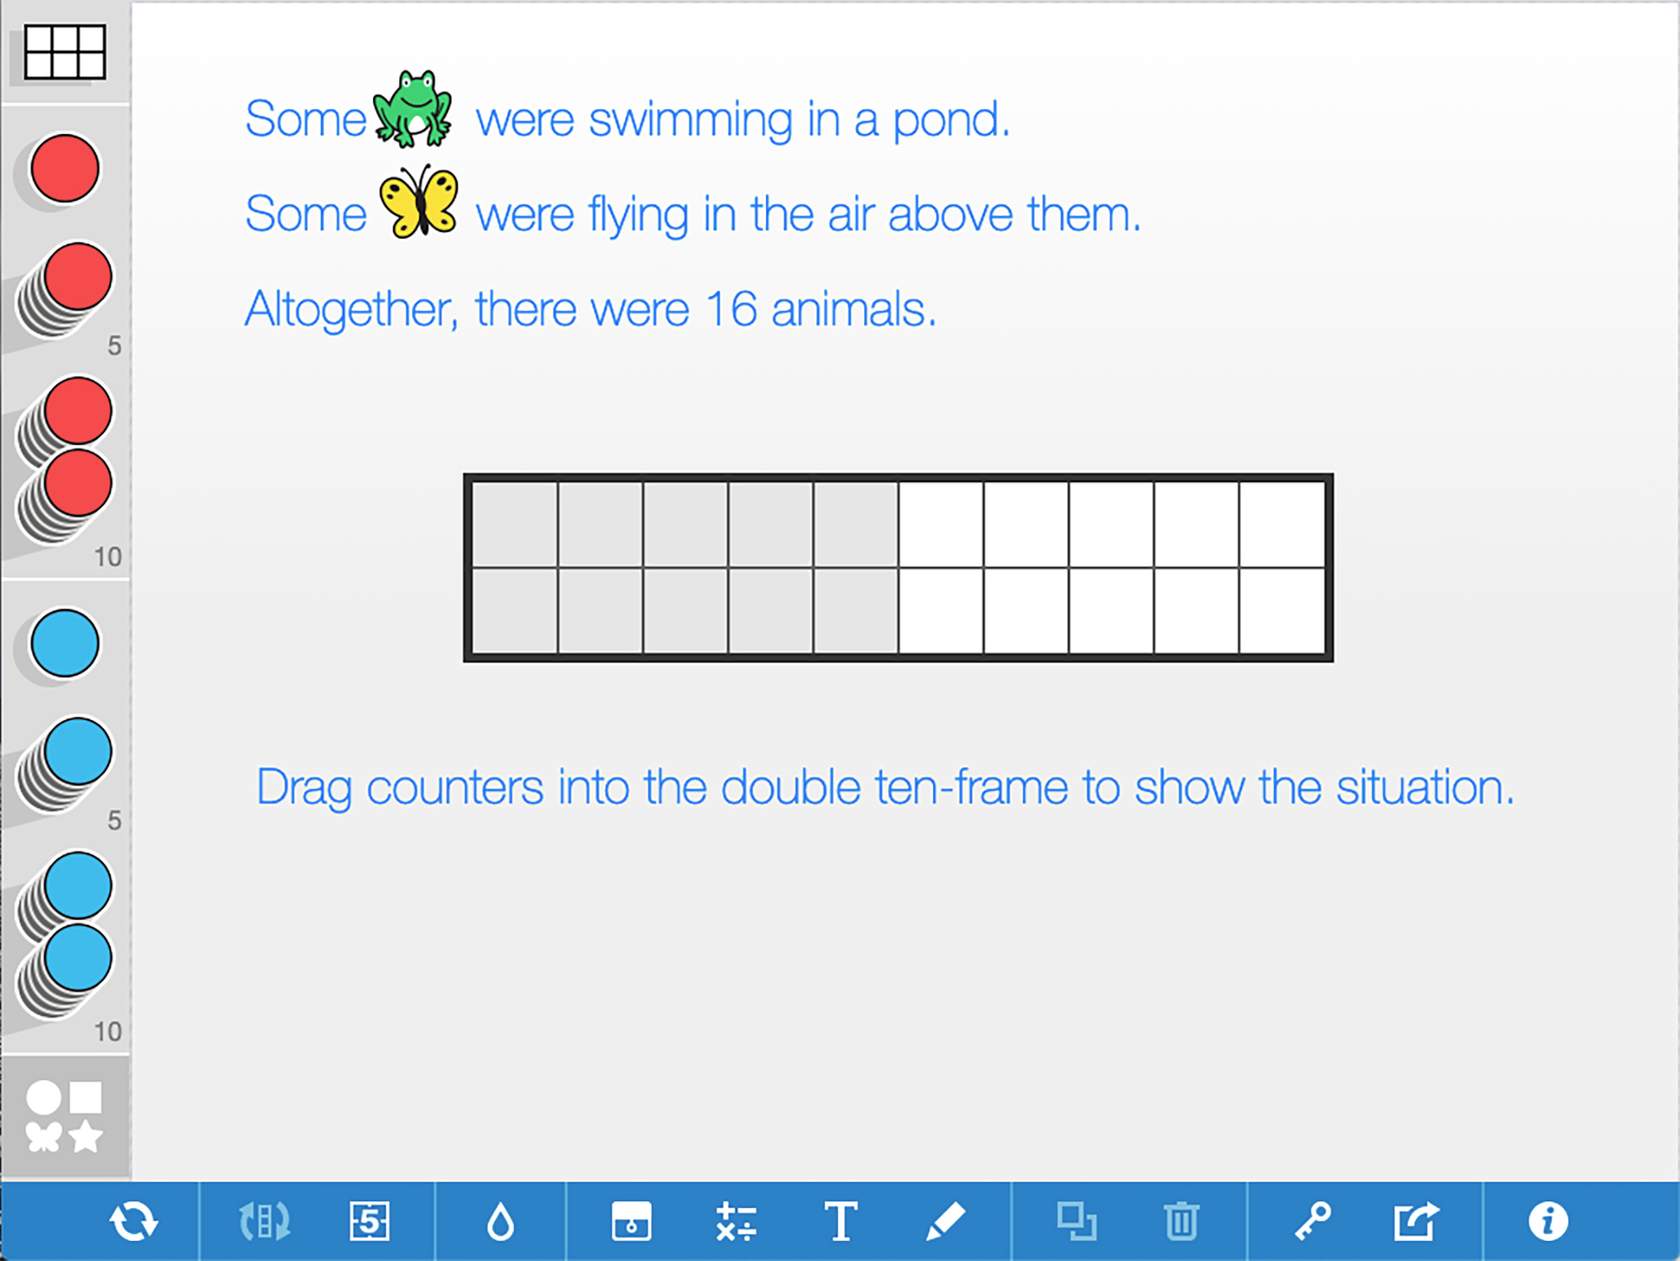 Some were swimming in a pond.
Some were flying in the air above them.
Altogether, there were 16 animals.
5
10
Drag counters into the double ten-frame to show the situation.
5
10
5
T
i